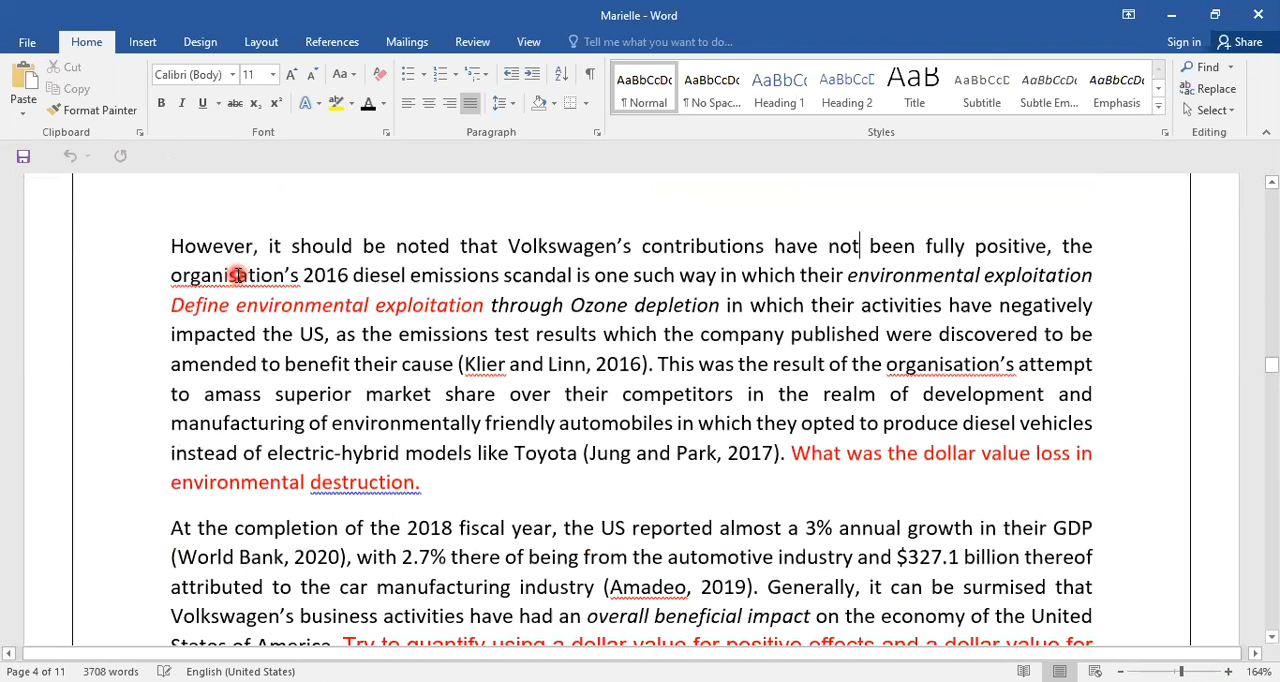 Marielle - Word
File Home Insert Design Layout References Mailings Review View Tell me what you want to do... Sign in Share
Cut
Copy
Format Painter
Paste
Clipboard
Calibri (Body) 11
Font
Paragraph
AaBbCcDc AaBbCcDc AaBbCc AaBbCcDc AaB AaBbCcDc AaBbCcDc AaBbCcDc
¶ Normal ¶ No Spac... Heading 1 Heading 2 Title Subtitle Subtle Em... Emphasis
Styles
Find
Replace
Select
Editing
However, it should be noted that Volkswagen’s contributions have not been fully positive, the
organisation’s 2016 diesel emissions scandal is one such way in which their environmental exploitation
Define environmental exploitation through Ozone depletion in which their activities have negatively
impacted the US, as the emissions test results which the company published were discovered to be
amended to benefit their cause (Klier and Linn, 2016). This was the result of the organisation’s attempt
to amass superior market share over their competitors in the realm of development and
manufacturing of environmentally friendly automobiles in which they opted to produce diesel vehicles
instead of electric-hybrid models like Toyota (Jung and Park, 2017). What was the dollar value loss in
environmental destruction.
At the completion of the 2018 fiscal year, the US reported almost a 3% annual growth in their GDP
(World Bank, 2020), with 2.7% there of being from the automotive industry and $327.1 billion thereof
attributed to the car manufacturing industry (Amadeo, 2019). Generally, it can be surmised that
Volkswagen’s business activities have had an overall beneficial impact on the economy of the United
States of America. Try to quantify using a dollar value for positive effects and a dollar value for
Page 4 of 11 3708 words English (United States) 164%